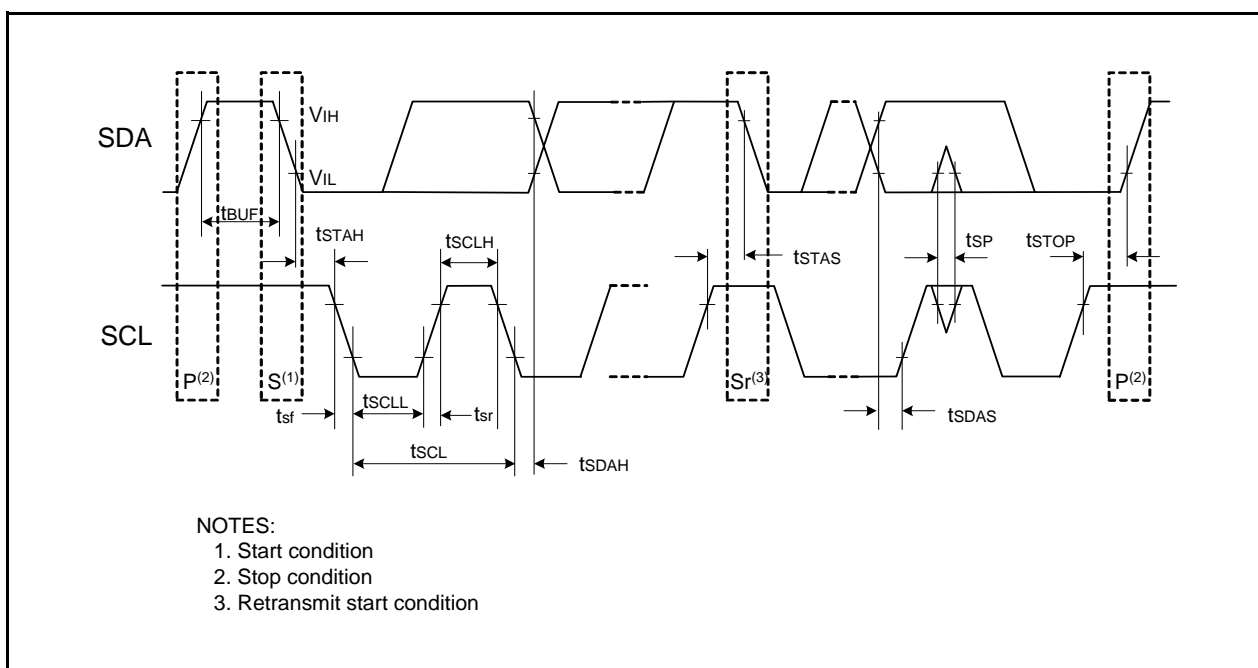 SDA
VIH
VIL
tBUF
tSTAH
tSCLH
tSTAS
tSP
tSTOP
SCL
P(2)
S(1)
Sr(3)
P(2)
tsf
tSCLL
tsr
tSDAS
tSCL
tSDAH
NOTES:
1. Start condition
2. Stop condition
3. Retransmit start condition